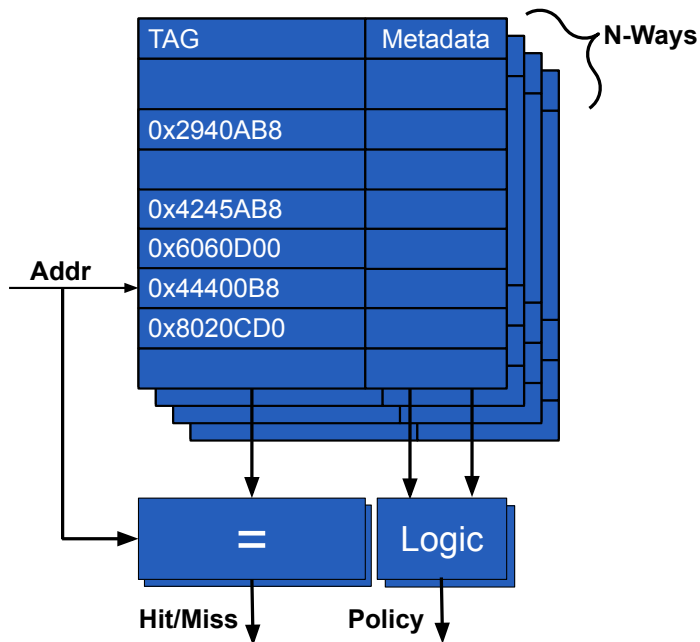 TAG Metadata
N-Ways
0x2940AB8
0x4245AB8
0x6060D00
Addr
0x44400B8
0x8020CD0
= Logic
Hit/Miss Policy